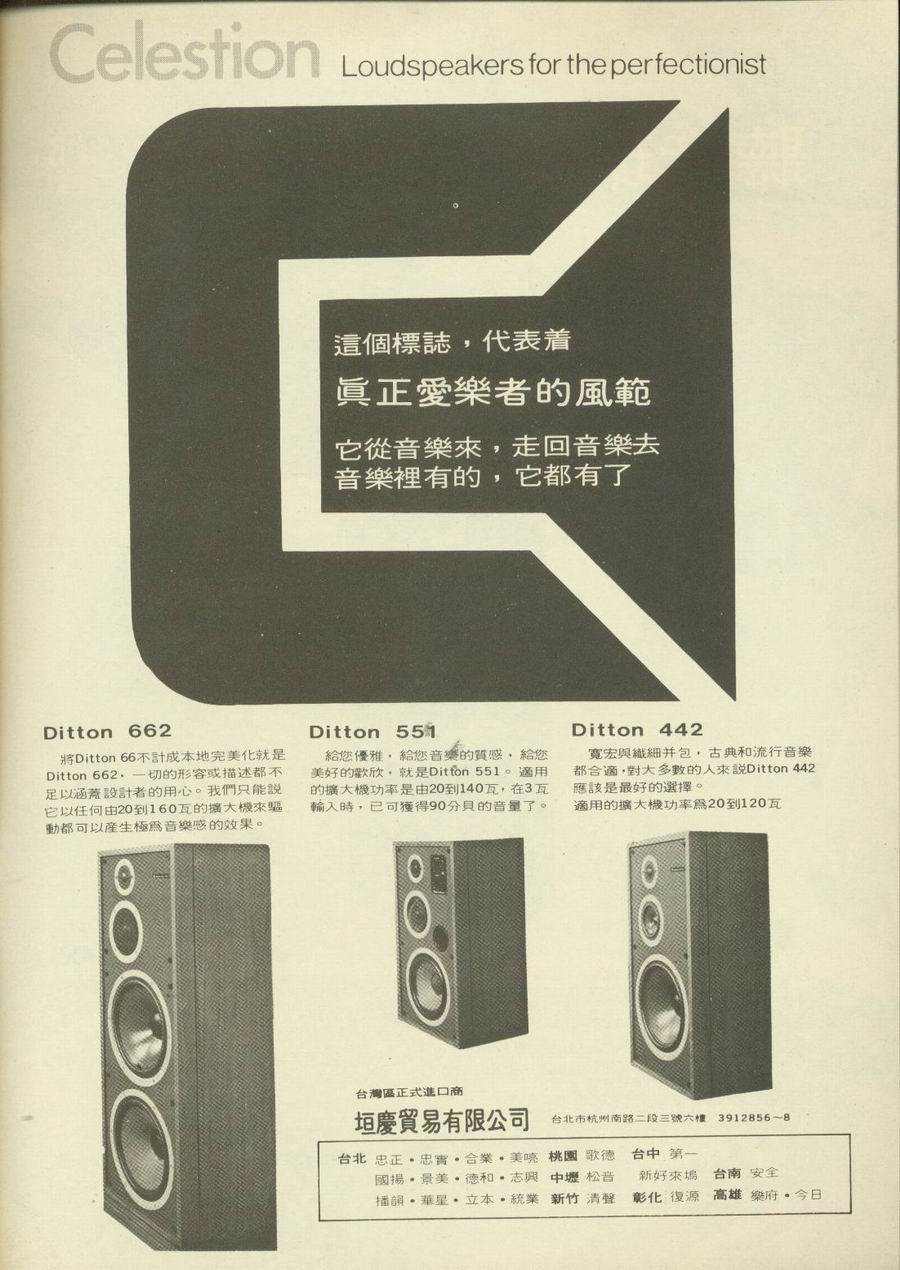 Celestion Loudspeakers for the perfectionist
這個標誌，代表着
眞正愛樂者的風範
它從音樂來，走回音樂去
音樂裡有的，它都有了
Ditton 662
將Ditton 66不計成本地完美化就是
Ditton 662，一切的形容或描述都不
足以涵蓋設計者的用心。我們只能説
它以任何由20到160瓦的擴大機來驅
動都可以產生極爲音樂感的效果。
Ditton 551
給您優雅，給您音樂的質感，給您
美好的歡欣，就是Ditton 551。適用
的擴大機功率是由20到140瓦，在3瓦
輸入時，已可獲得90分貝的音量了。
Ditton 442
寬宏與纖細并包，古典和流行音樂
都合適，對大多數的人來説Ditton 442
應該是最好的選擇。
適用的擴大機功率爲20到120瓦
台灣區正式進口商
垣慶貿易有限公司 台北市杭州南路二段三號六樓 3912856～8
台北 忠正・忠實・合業・美亮 桃園 歌德 台中 第一
國揚・景美・德和・志興 中壢 松音 新好來塢 台南 安全
播韻・華星・立本・統業 新竹 清聲 彰化 復源 高雄 樂府・今日